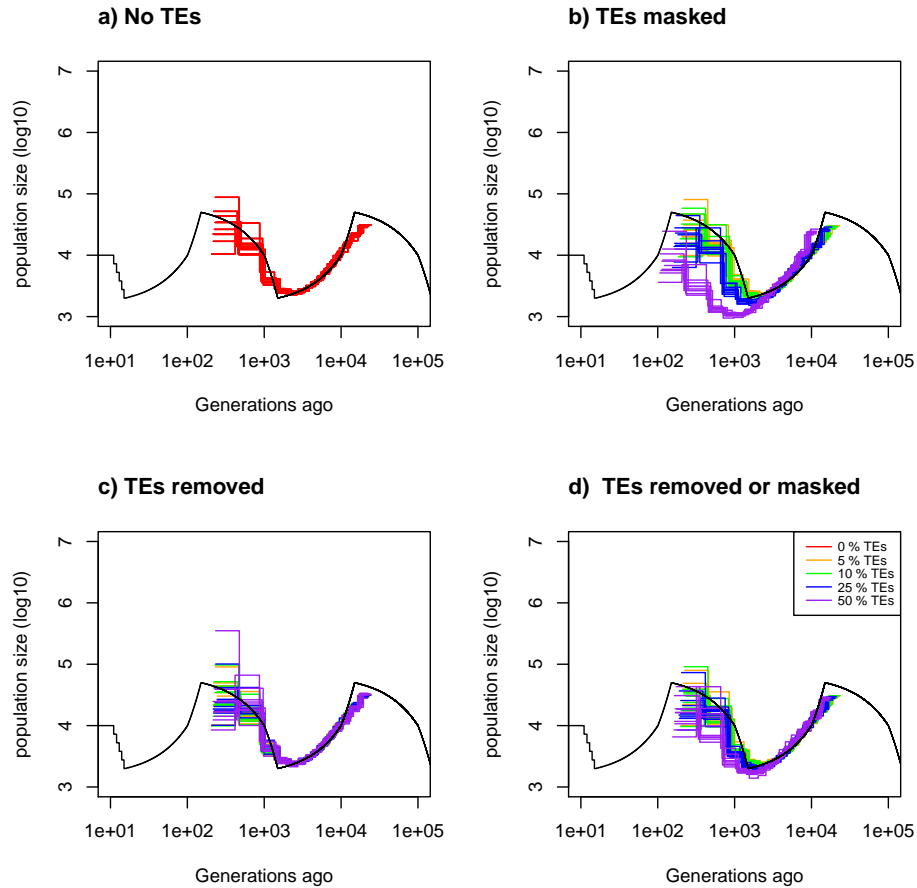 a) No TEs
population size (log10)
7
6
5
4
3
1e+01 1e+02 1e+03 1e+04 1e+05
Generations ago
b) TEs masked
population size (log10)
7
6
5
4
3
1e+01 1e+02 1e+03 1e+04 1e+05
Generations ago
c) TEs removed
population size (log10)
7
6
5
4
3
1e+01 1e+02 1e+03 1e+04 1e+05
Generations ago
d) TEs removed or masked
population size (log10)
7
6
5
4
3
0 % TEs
5 % TEs
10 % TEs
25 % TEs
50 % TEs
1e+01 1e+02 1e+03 1e+04 1e+05
Generations ago